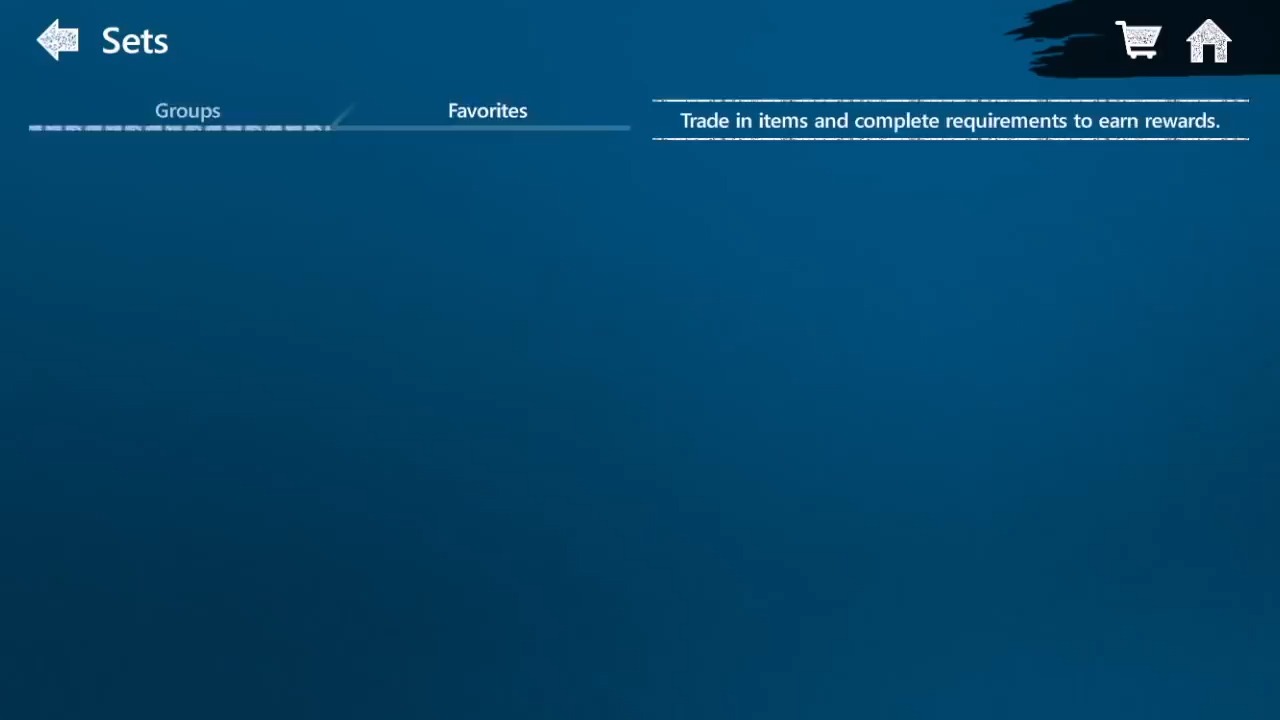 Sets
Groups
Favorites
Trade in items and complete requirements to earn rewards.